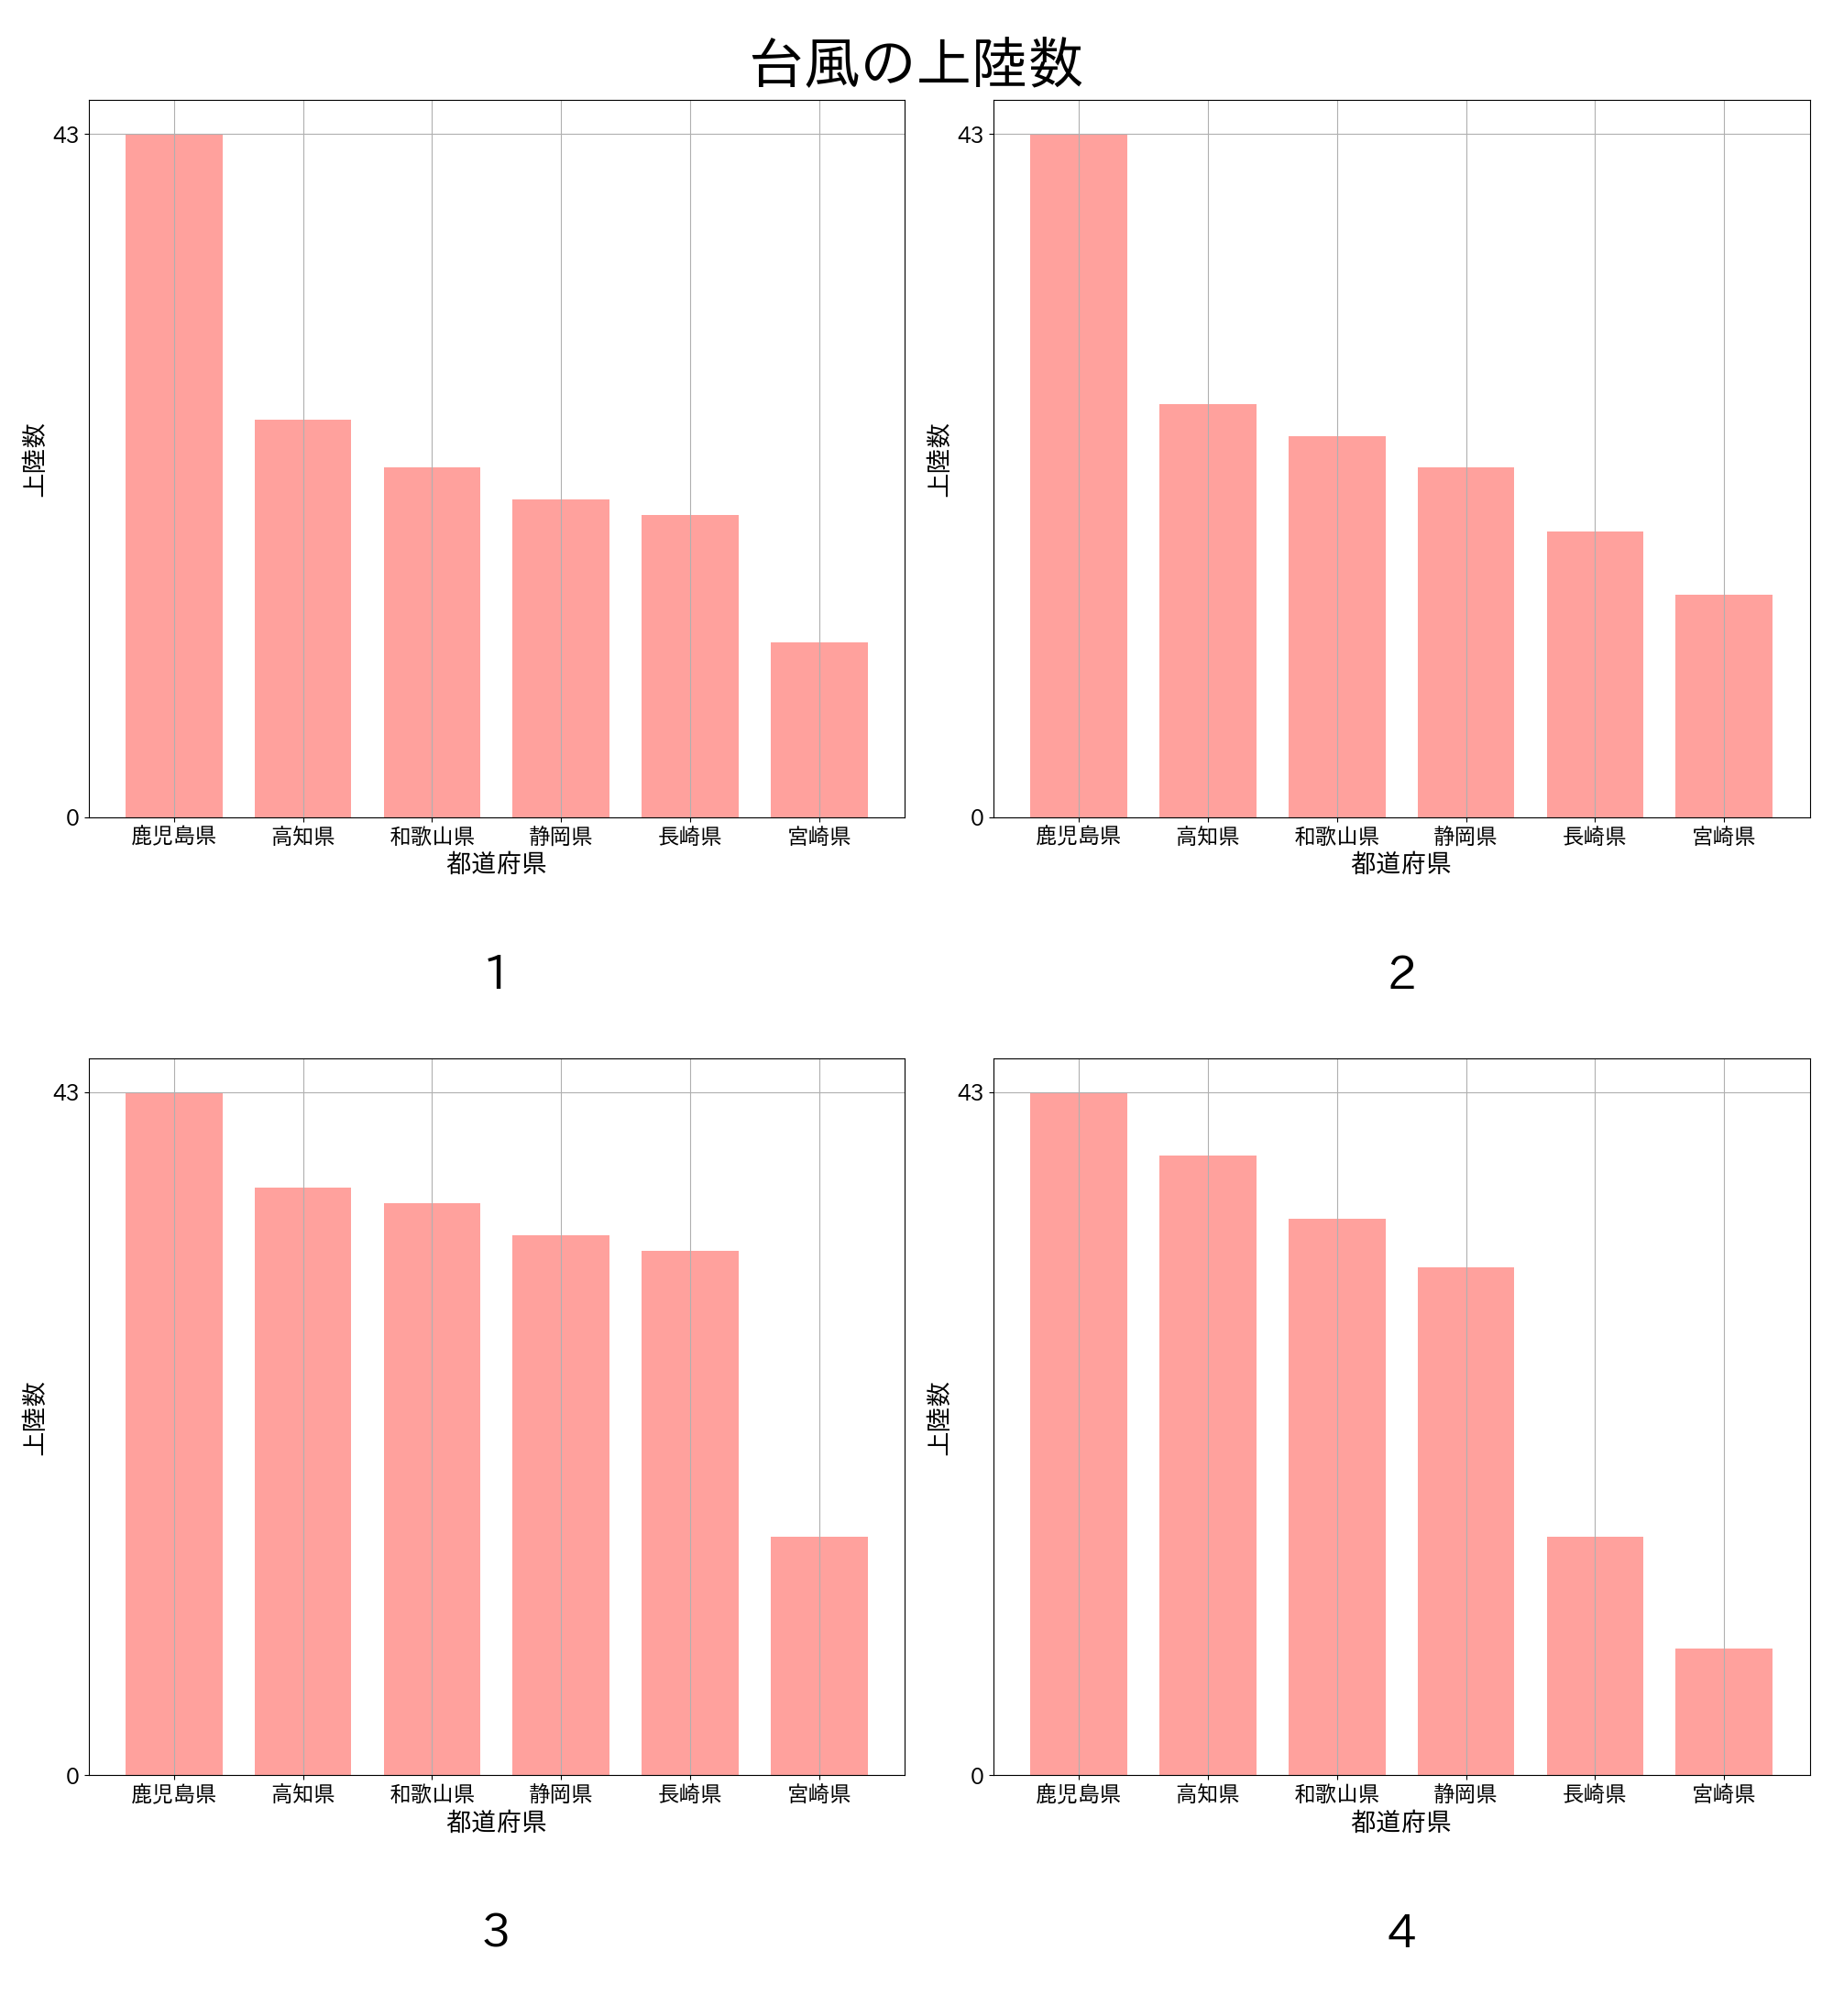 台風の上陸数
43
0
上陸数
鹿児島県 高知県 和歌山県 静岡県 長崎県 宮崎県
都道府県
1
43
0
上陸数
鹿児島県 高知県 和歌山県 静岡県 長崎県 宮崎県
都道府県
2
43
0
上陸数
鹿児島県 高知県 和歌山県 静岡県 長崎県 宮崎県
都道府県
3
43
0
上陸数
鹿児島県 高知県 和歌山県 静岡県 長崎県 宮崎県
都道府県
4